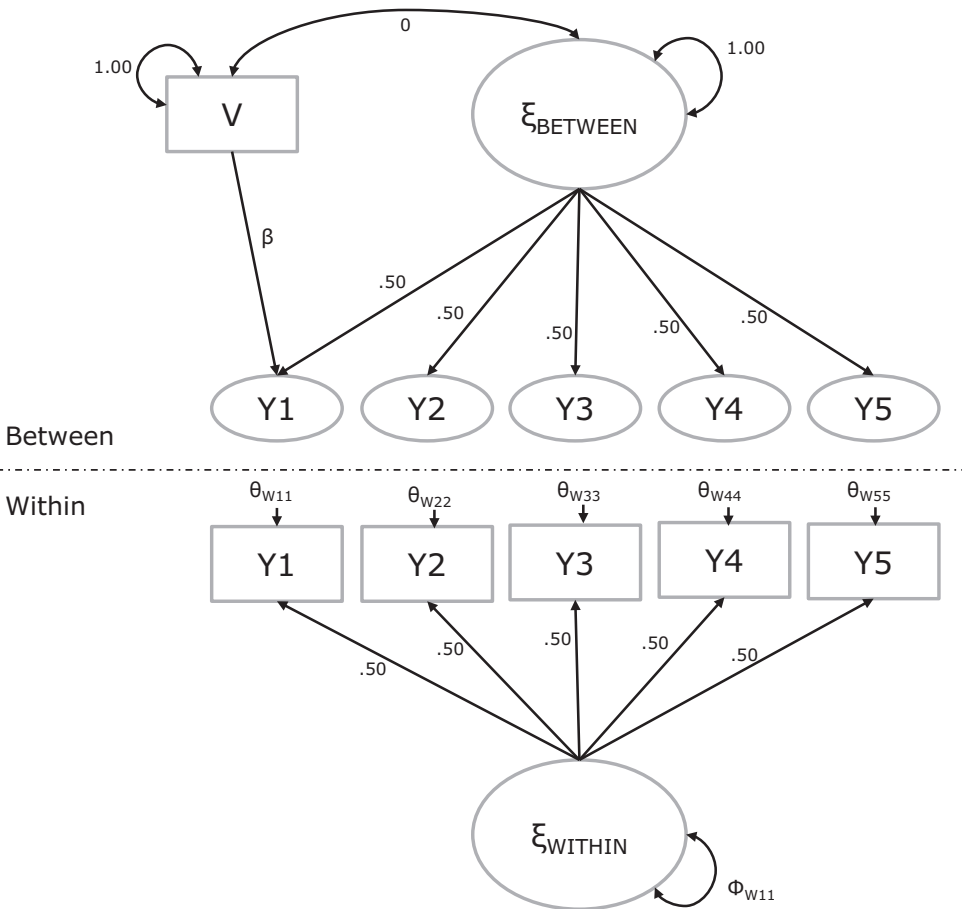 0
1.00
1.00
V
ξBETWEEN
β
.50
.50
.50
.50
.50
Y1 Y2 Y3 Y4 Y5
Between
Within
θW11 θW22 θW33 θW44 θW55
Y1 Y2 Y3 Y4 Y5
.50
.50
.50
.50
.50
ξWITHIN
ΦW11